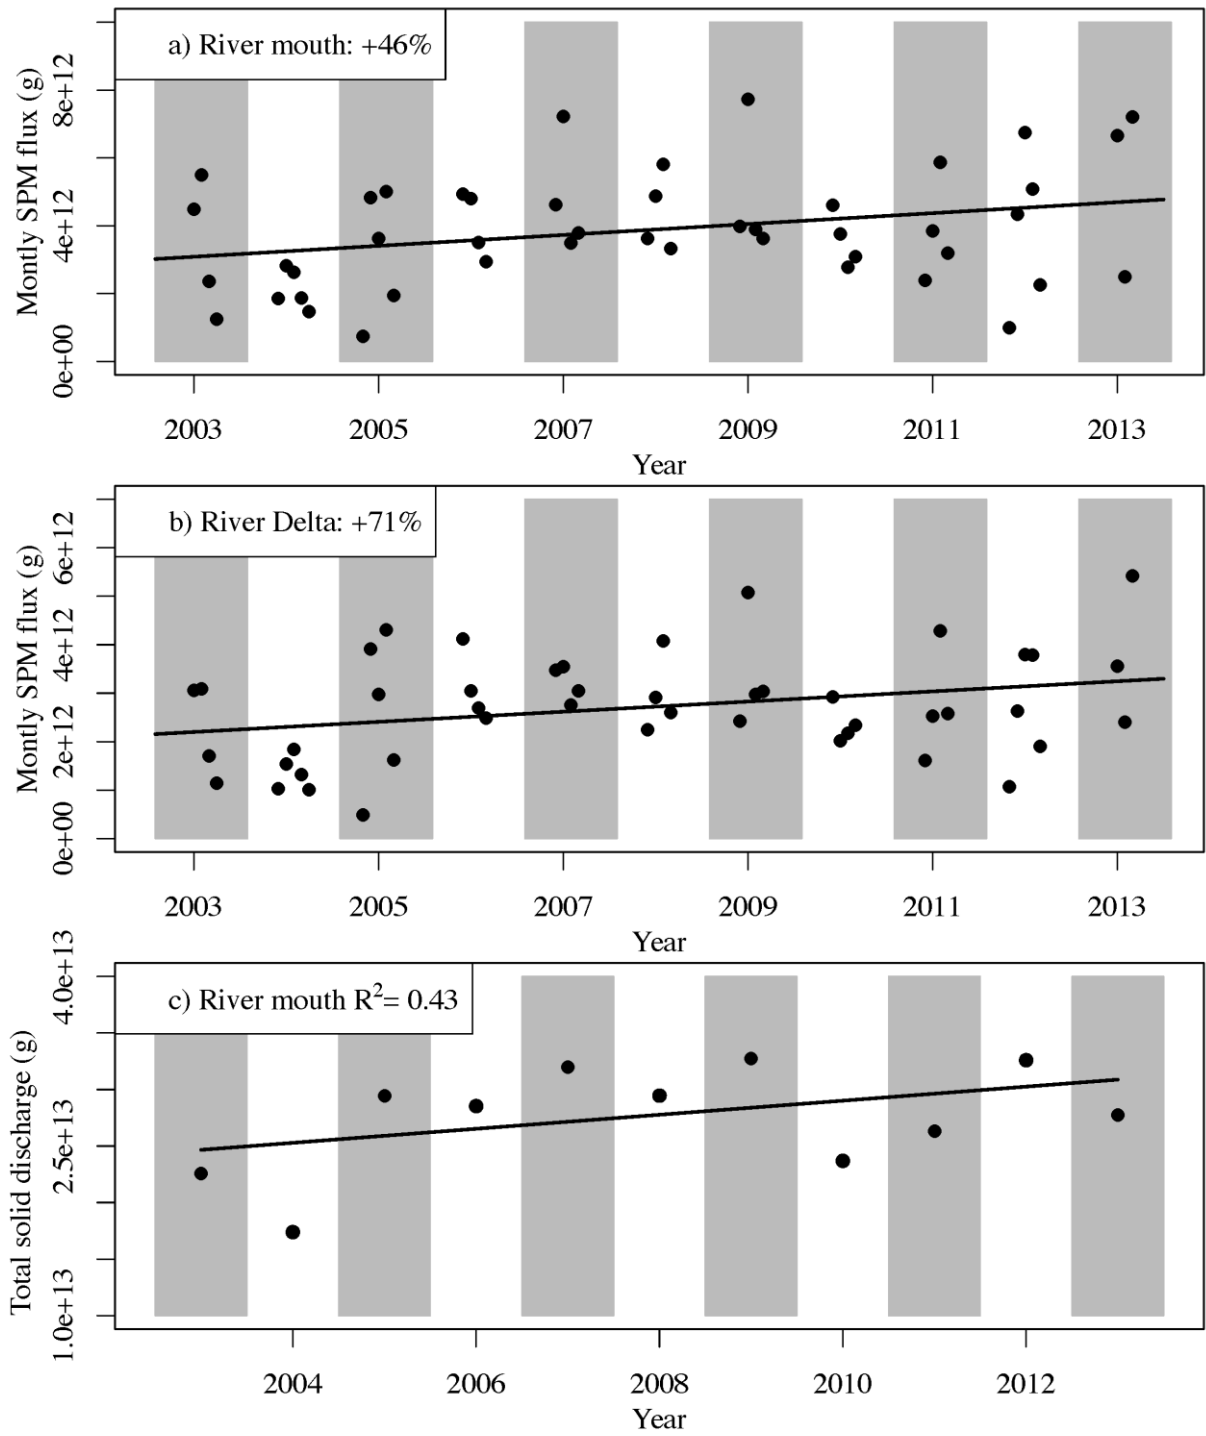 a) River mouth: +46%
Montly SPM flux (g)
8e+12
4e+12
0e+00
2003 2005 2007 2009 2011 2013
Year
b) River Delta: +71%
Montly SPM flux (g)
6e+12
4e+12
2e+12
0e+00
2003 2005 2007 2009 2011 2013
Year
c) River mouth R²= 0.43
Total solid discharge (g)
4.0e+13
2.5e+13
1.0e+13
2004 2006 2008 2010 2012
Year